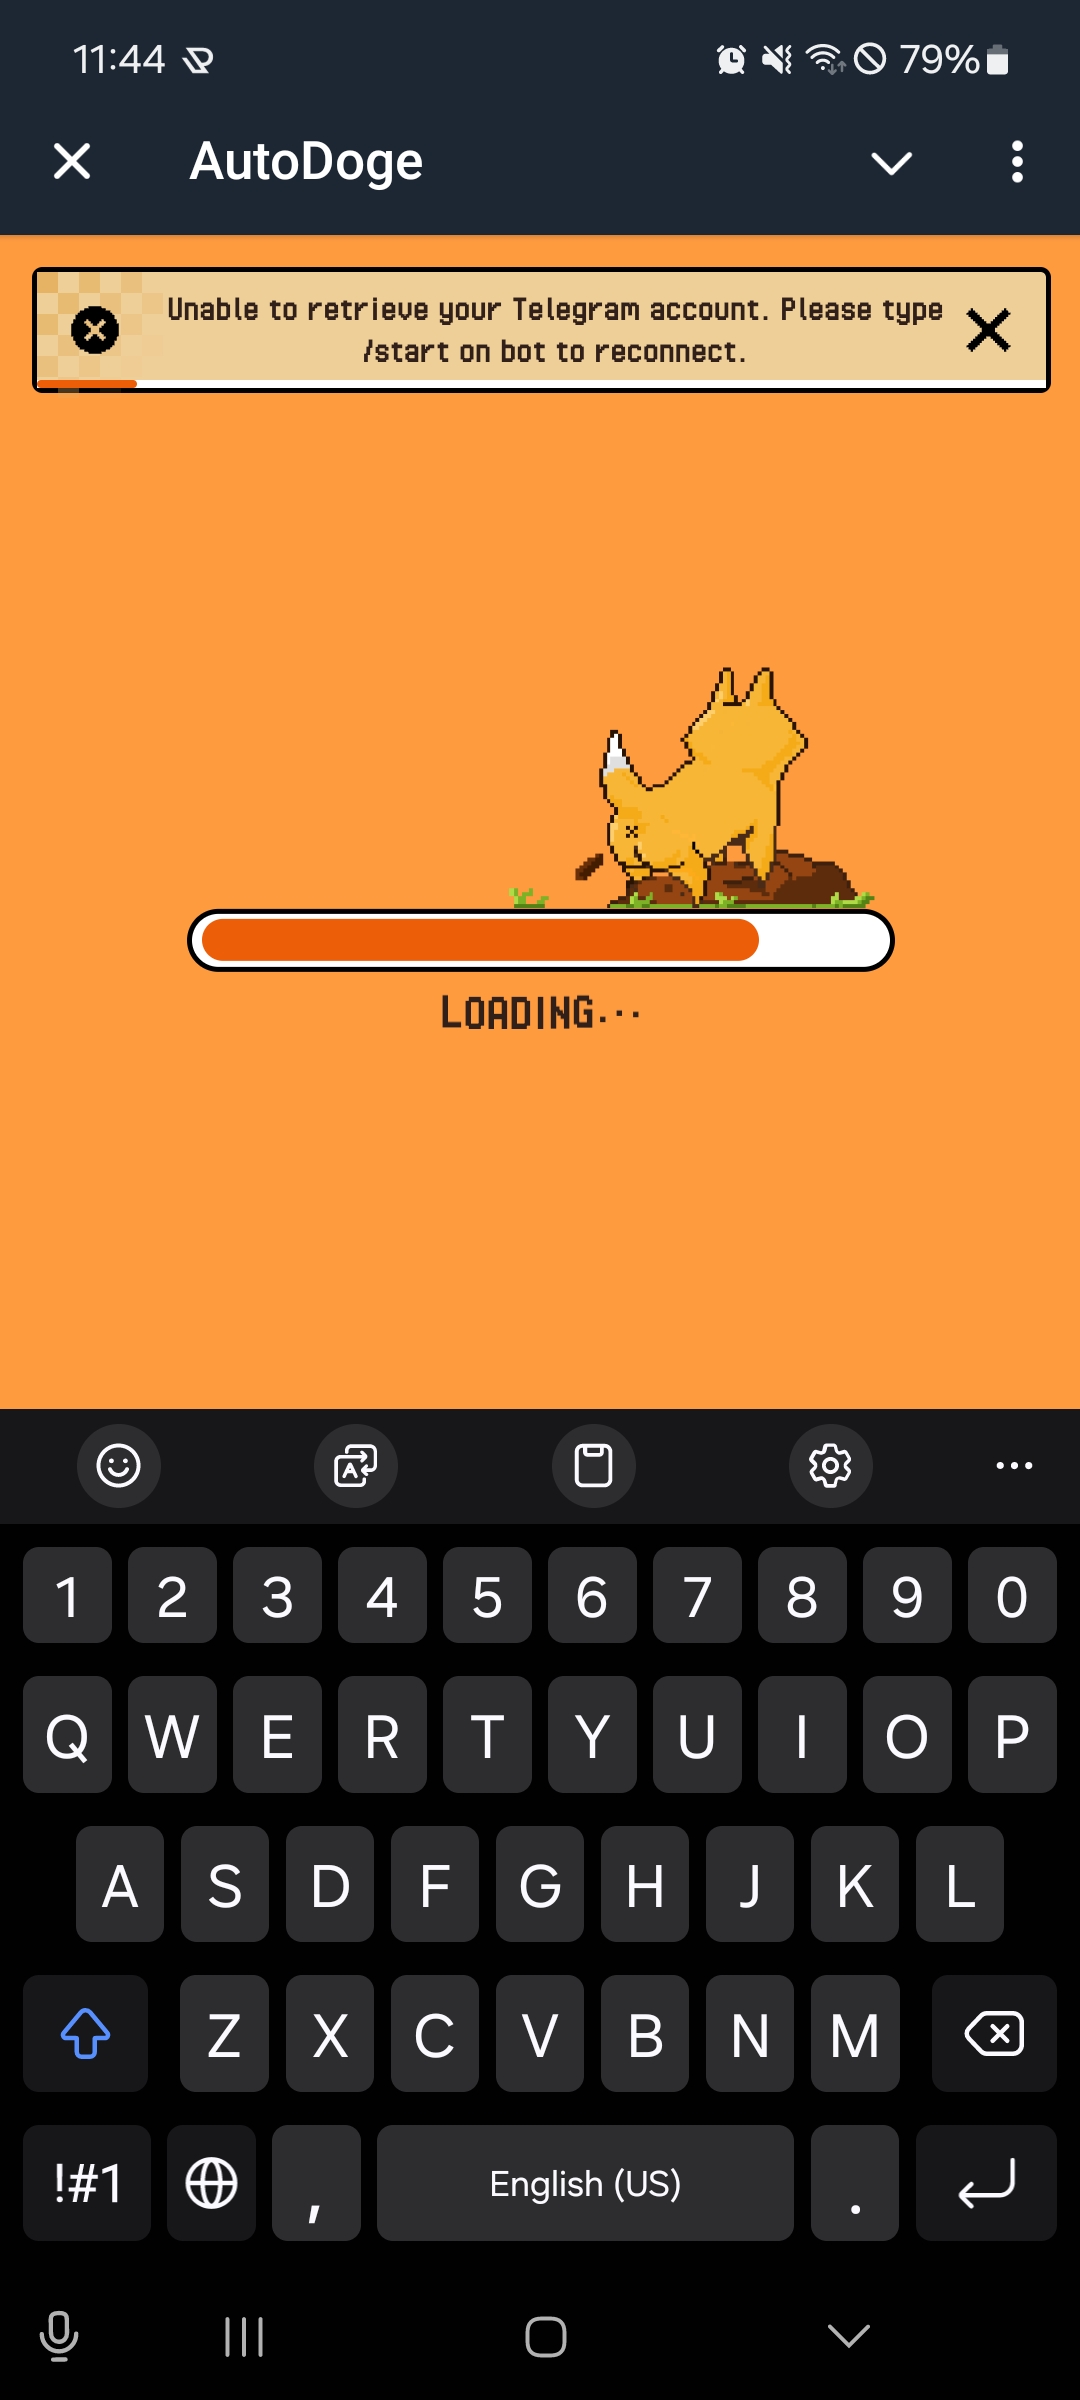 11:44
79%
AutoDoge
Unable to retrieve your Telegram account. Please type
/start on bot to reconnect.
LOADING...
1 2 3 4 5 6 7 8 9 0
Q W E R T Y U I O P
A S D F G H J K L
Z X C V B N M
!#1 , English (US) .